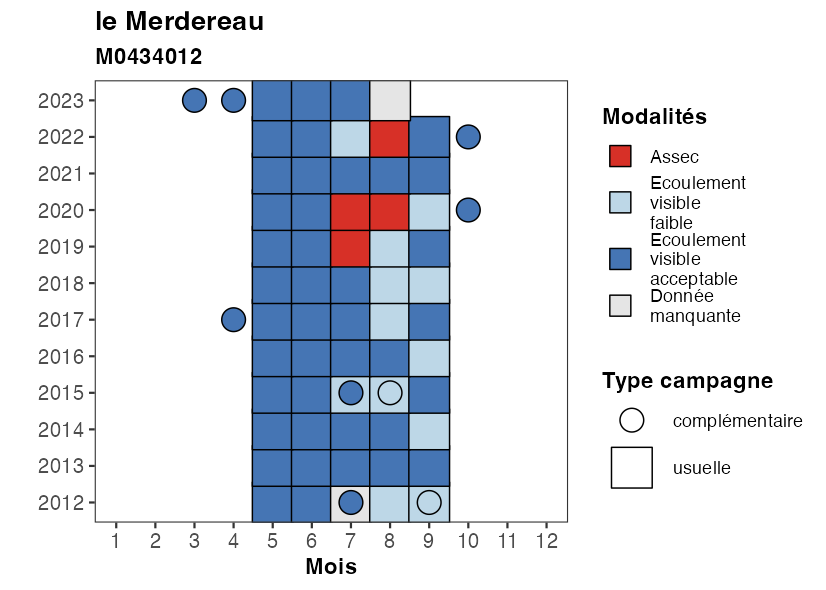 le Merdereau
M0434012
2023
2022
2021
2020
2019
2018
2017
2016
2015
2014
2013
2012
1 2 3 4 5 6 7 8 9 10 11 12
Mois
Modalités
Assec
Ecoulement
visible
faible
Ecoulement
visible
acceptable
Donnée
manquante
Type campagne
complémentaire
usuelle